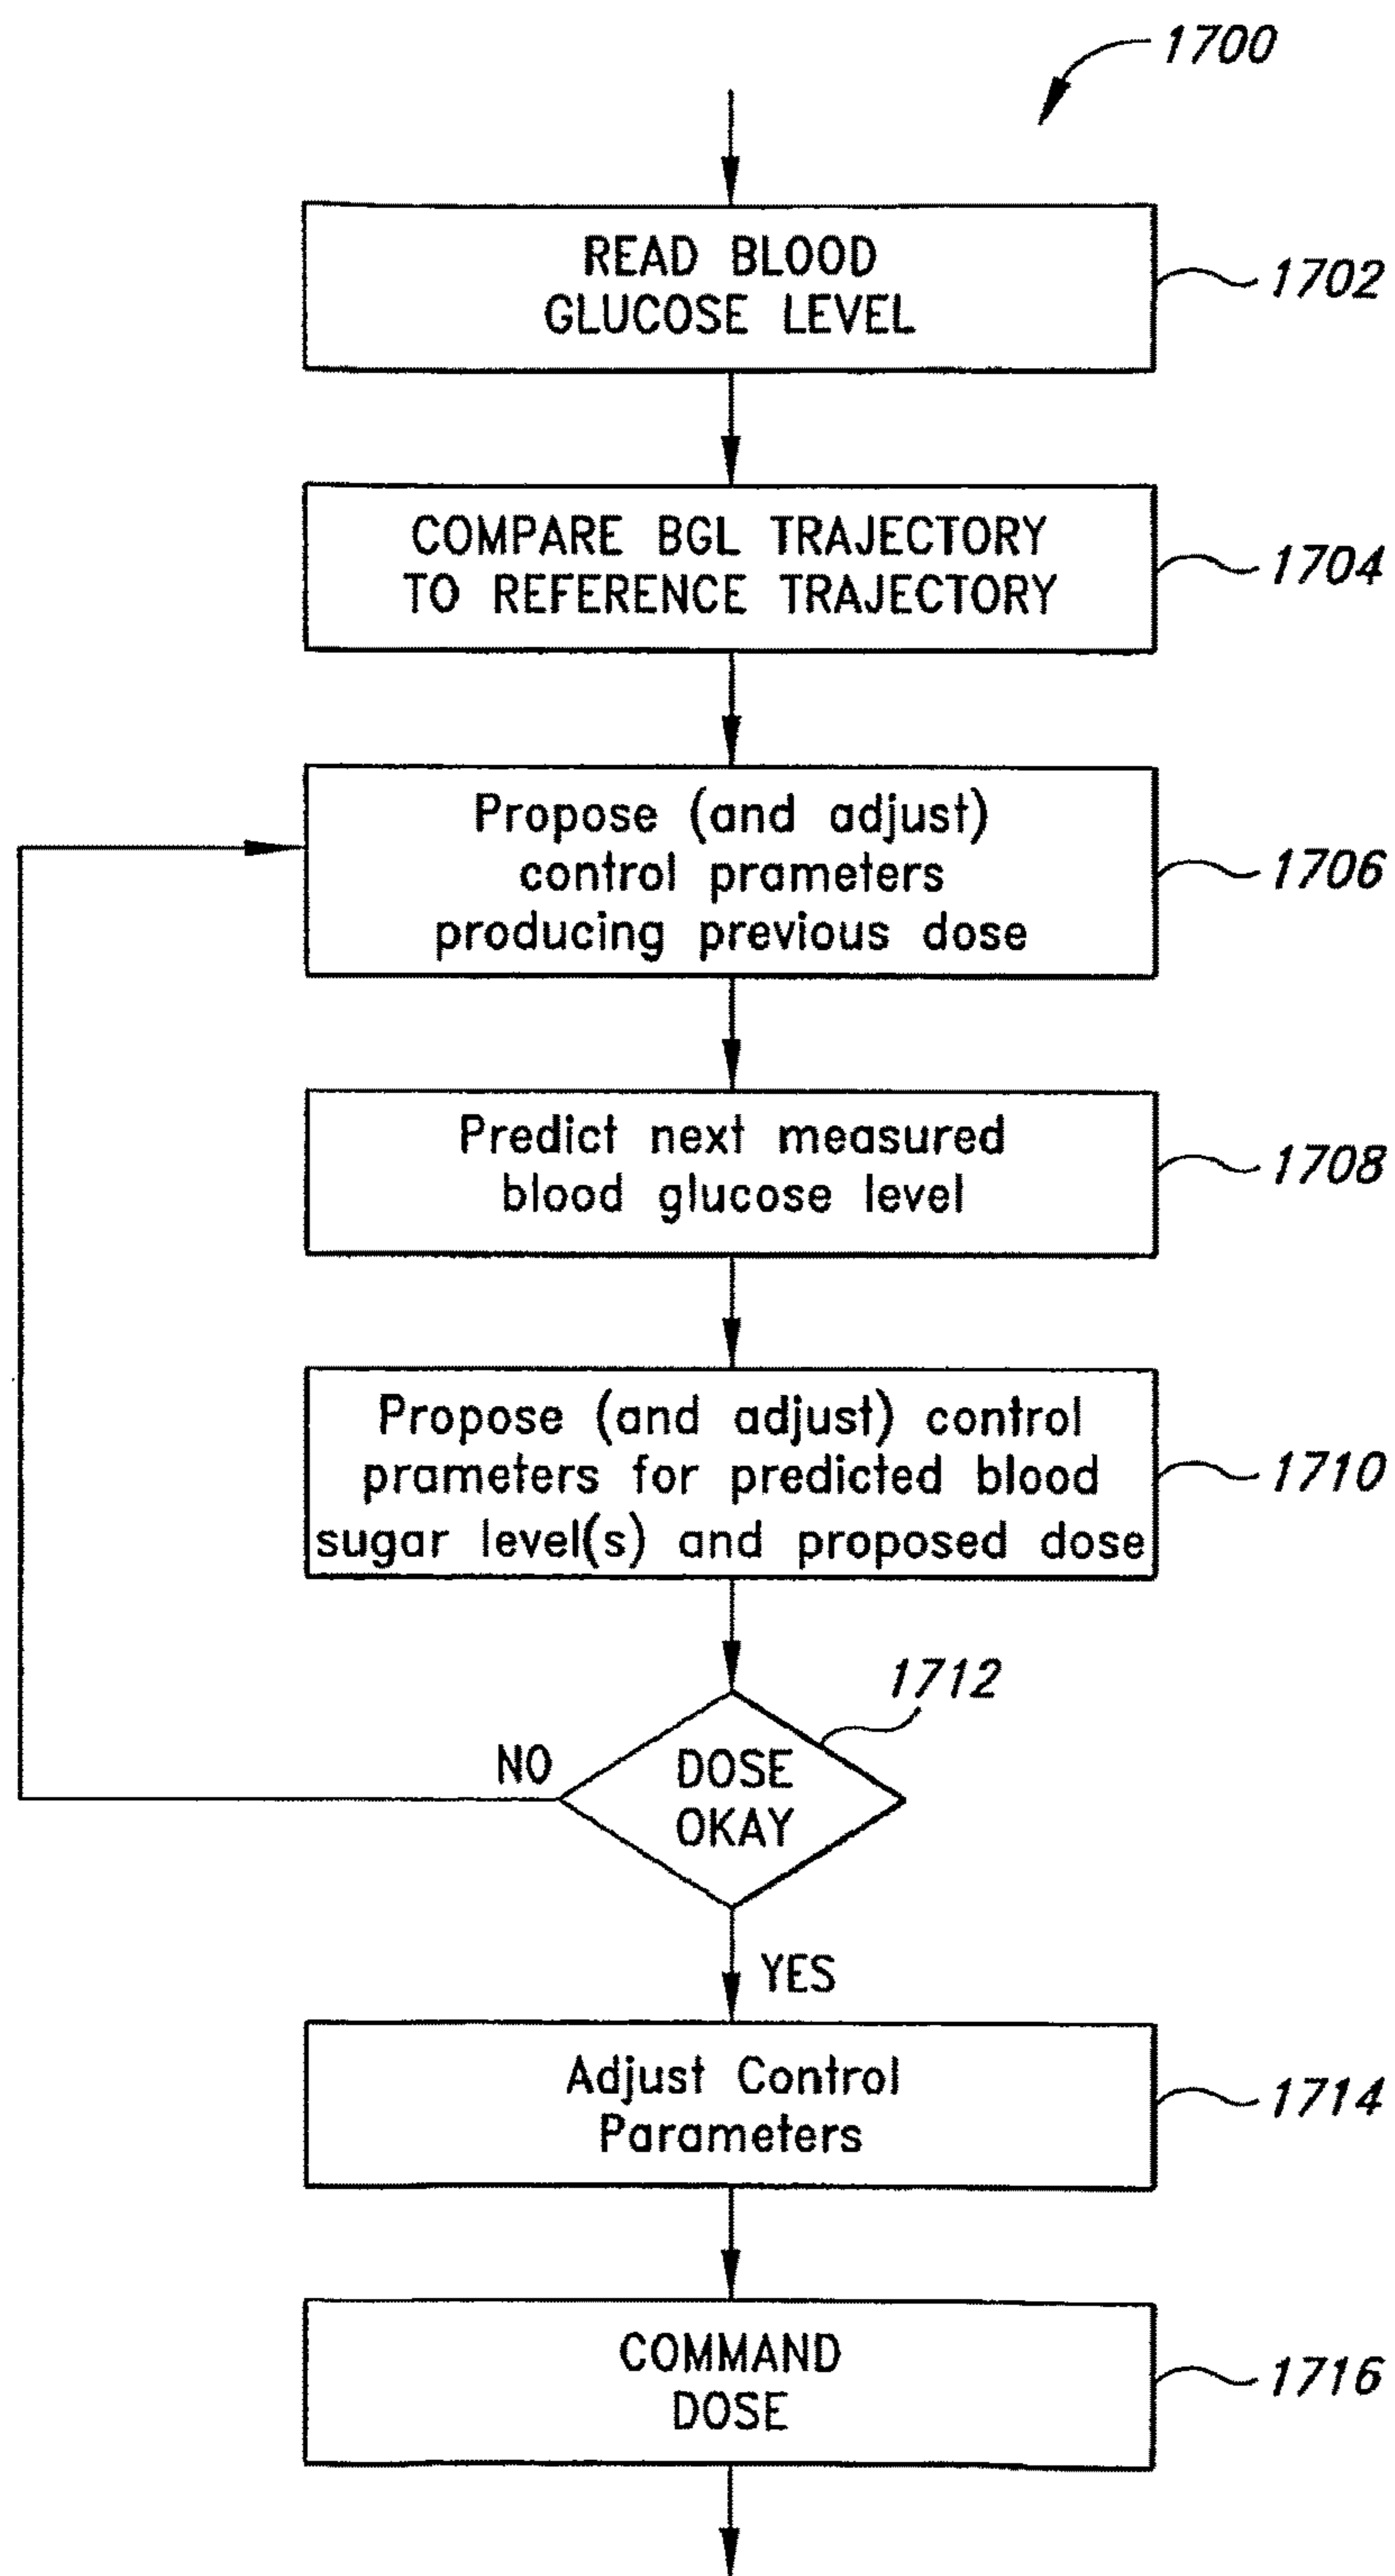 1700
READ BLOOD
GLUCOSE LEVEL
1702
COMPARE BGL TRAJECTORY
TO REFERENCE TRAJECTORY
1704
Propose (and adjust)
control prameters
producing previous dose
1706
Predict next measured
blood glucose level
1708
Propose (and adjust) control
prameters for predicted blood
sugar level(s) and proposed dose
1710
1712
NO
DOSE
OKAY
YES
Adjust Control
Parameters
1714
COMMAND
DOSE
1716